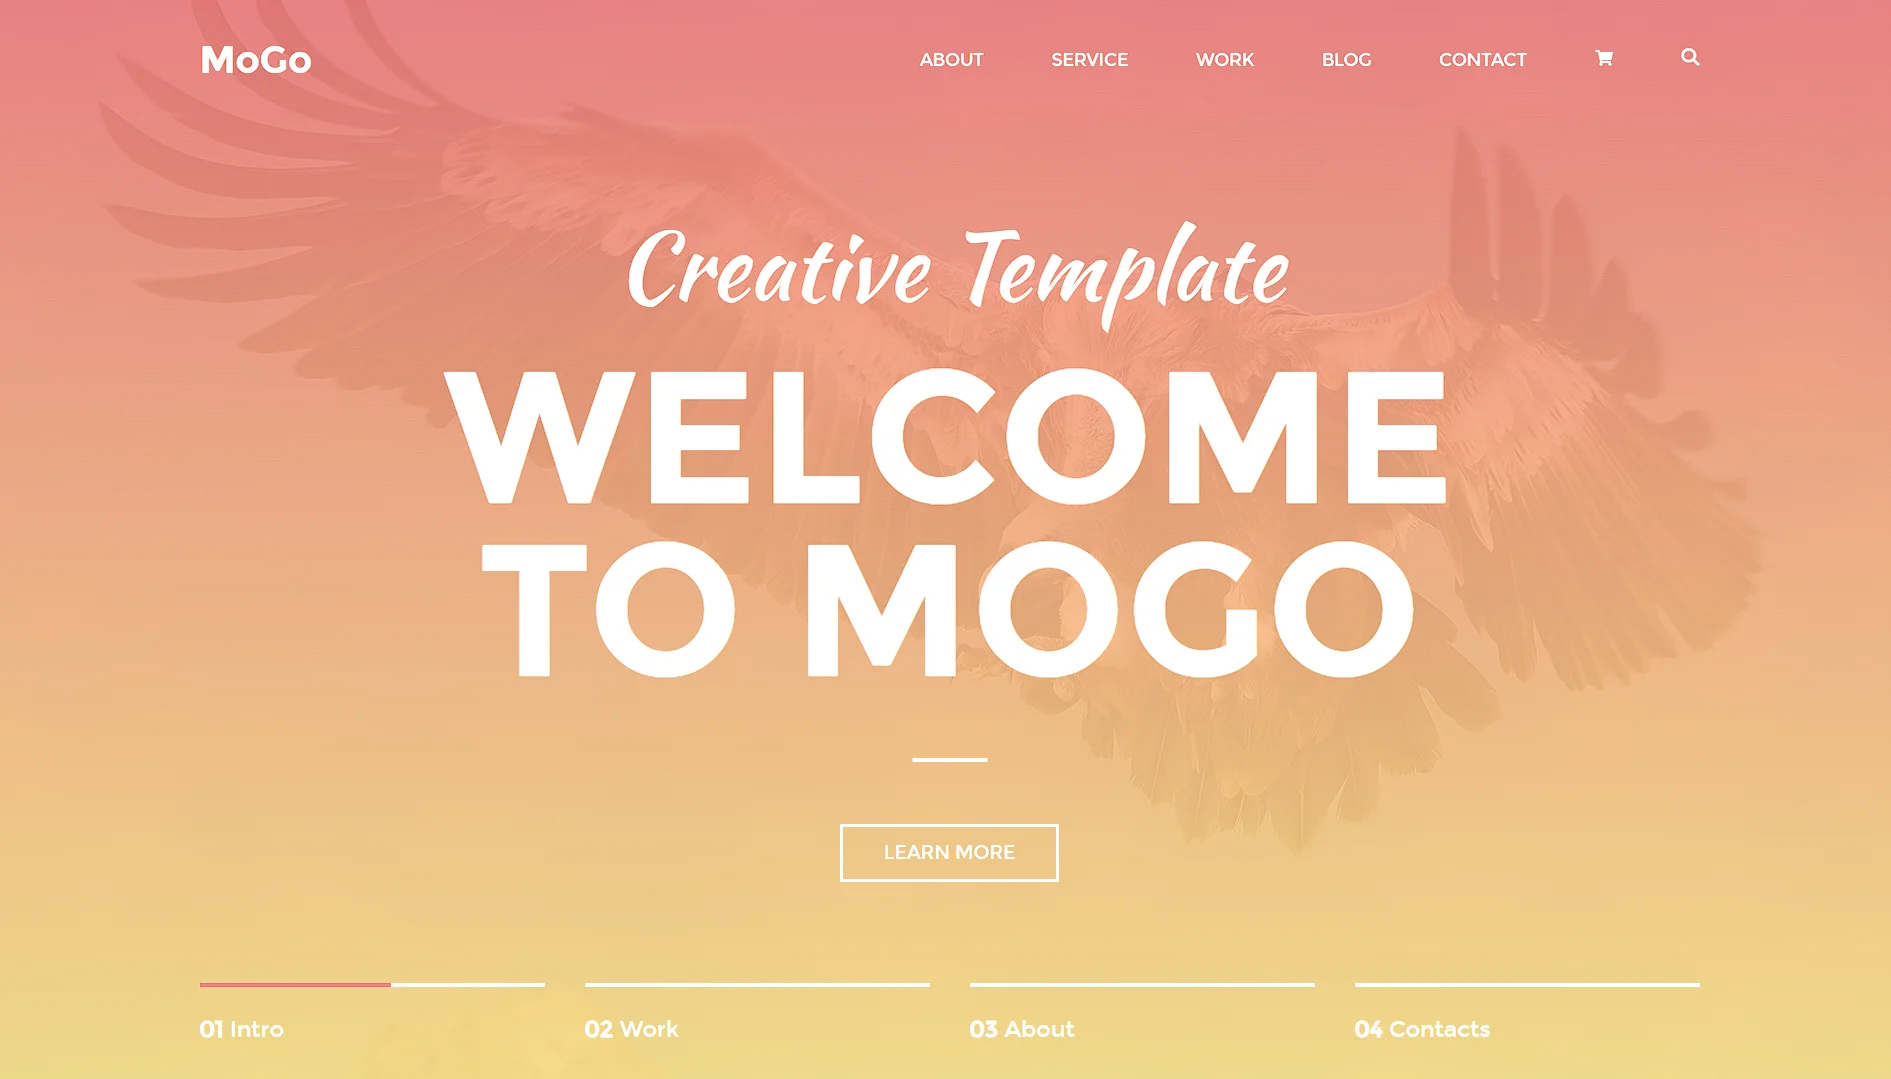 MoGo
ABOUT SERVICE WORK BLOG CONTACT
Creative Template
WELCOME
TO MOGO
LEARN MORE
01 Intro
02 Work
03 About
04 Contacts